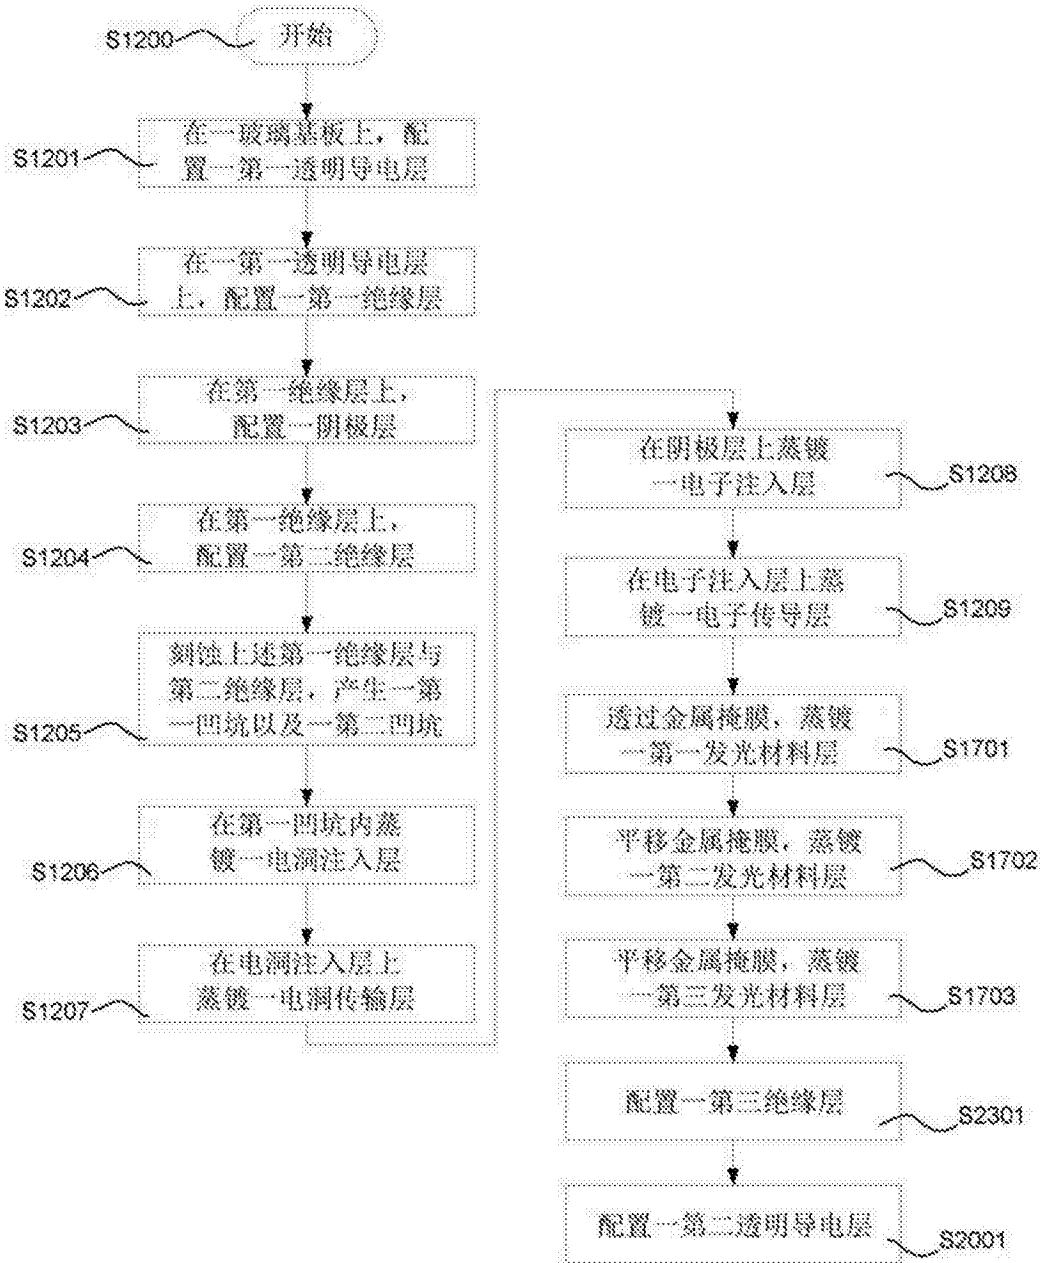 S1200
开始
S1201
在一玻璃基板上，配
置一第一透明导电层
S1202
在一第一透明导电层
上，配置一第一绝缘层
S1203
在第一绝缘层上，
配置一阴极层
S1204
在第一绝缘层上，
配置一第二绝缘层
S1205
刻蚀上述第一绝缘层与
第二绝缘层，产生一第
一凹坑以及一第二凹坑
S1206
在第一凹坑内蒸
镀一电洞注入层
S1207
在电洞注入层上
蒸镀一电洞传输层
在阴极层上蒸镀
一电子注入层
S1208
在电子注入层上蒸
镀一电子传导层
S1209
透过金属掩膜，蒸镀
一第一发光材料层
S1701
平移金属掩膜，蒸镀
一第二发光材料层
S1702
平移金属掩膜，蒸镀
一第三发光材料层
S1703
配置一第三绝缘层
S2301
配置一第二透明导电层
S2001